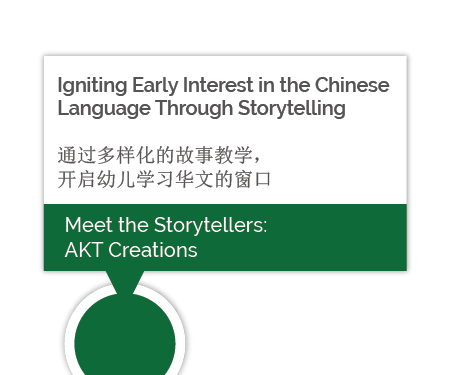 Igniting Early Interest in the Chinese
Language Through Storytelling
通过多样化的故事教学，
开启幼儿学习华文的窗口
Meet the Storytellers:
AKT Creations